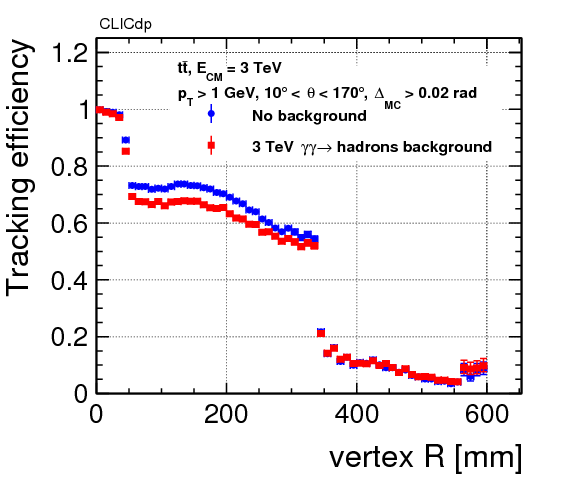 CLICdp
tt̄, E_CM = 3 TeV
p_T > 1 GeV, 10° < θ < 170°, Δ_MC > 0.02 rad
No background
3 TeV γγ→ hadrons background
Tracking efficiency
1.2
1
0.8
0.6
0.4
0.2
0
0 200 400 600
vertex R [mm]